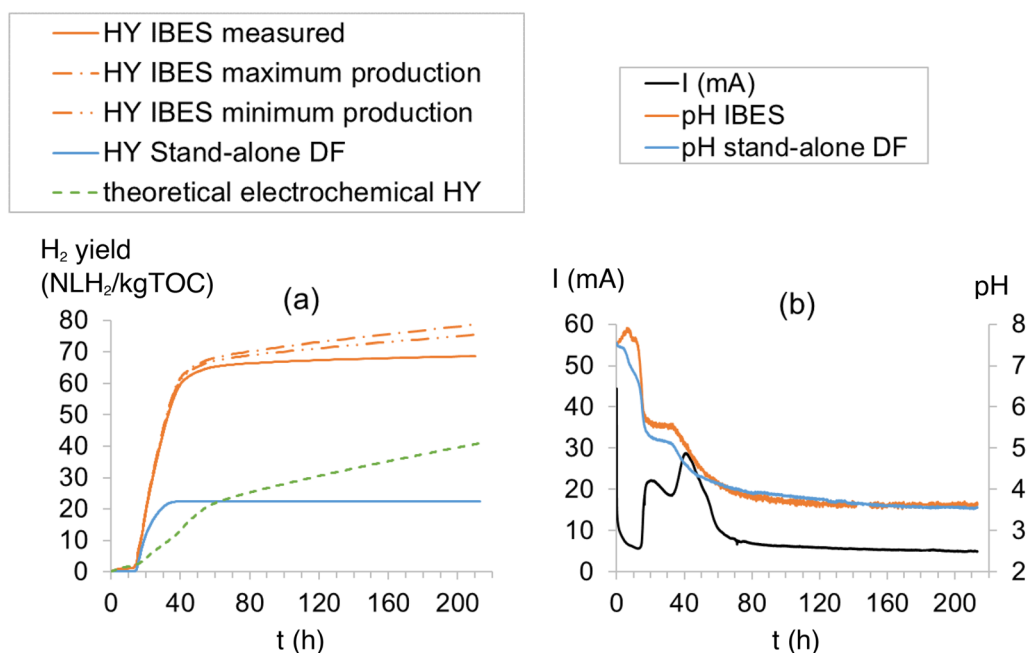 HY IBES measured
HY IBES maximum production
HY IBES minimum production
HY Stand-alone DF
theoretical electrochemical HY
I (mA)
pH IBES
pH stand-alone DF
H₂ yield
(NLH₂/kgTOC)
(a)
80
70
60
50
40
30
20
10
0
0 40 80 120 160 200
t (h)
I (mA)
(b)
pH
60
50
40
30
20
10
0
8
7
6
5
4
3
2
0 40 80 120 160 200
t (h)